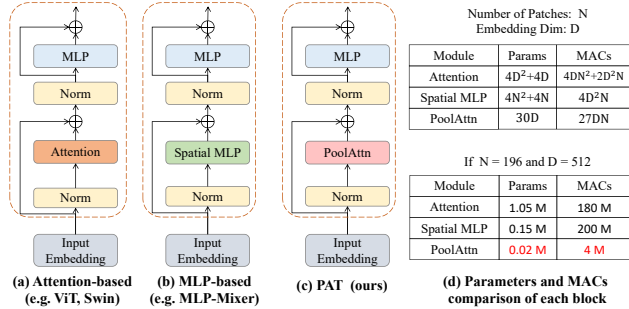 MLP
Norm
Attention
Norm
Input
Embedding
(a) Attention-based
(e.g. ViT, Swin)
MLP
Norm
Spatial MLP
Norm
Input
Embedding
(b) MLP-based
(e.g. MLP-Mixer)
MLP
Norm
PoolAttn
Norm
Input
Embedding
(c) PAT (ours)
Number of Patches: N
Embedding Dim: D
Module Params MACs
Attention 4D²+4D 4DN²+2D²N
Spatial MLP 4N²+4N 4D²N
PoolAttn 30D 27DN
If N = 196 and D = 512
Module Params MACs
Attention 1.05 M 180 M
Spatial MLP 0.15 M 200 M
PoolAttn 0.02 M 4 M
(d) Parameters and MACs
comparison of each block